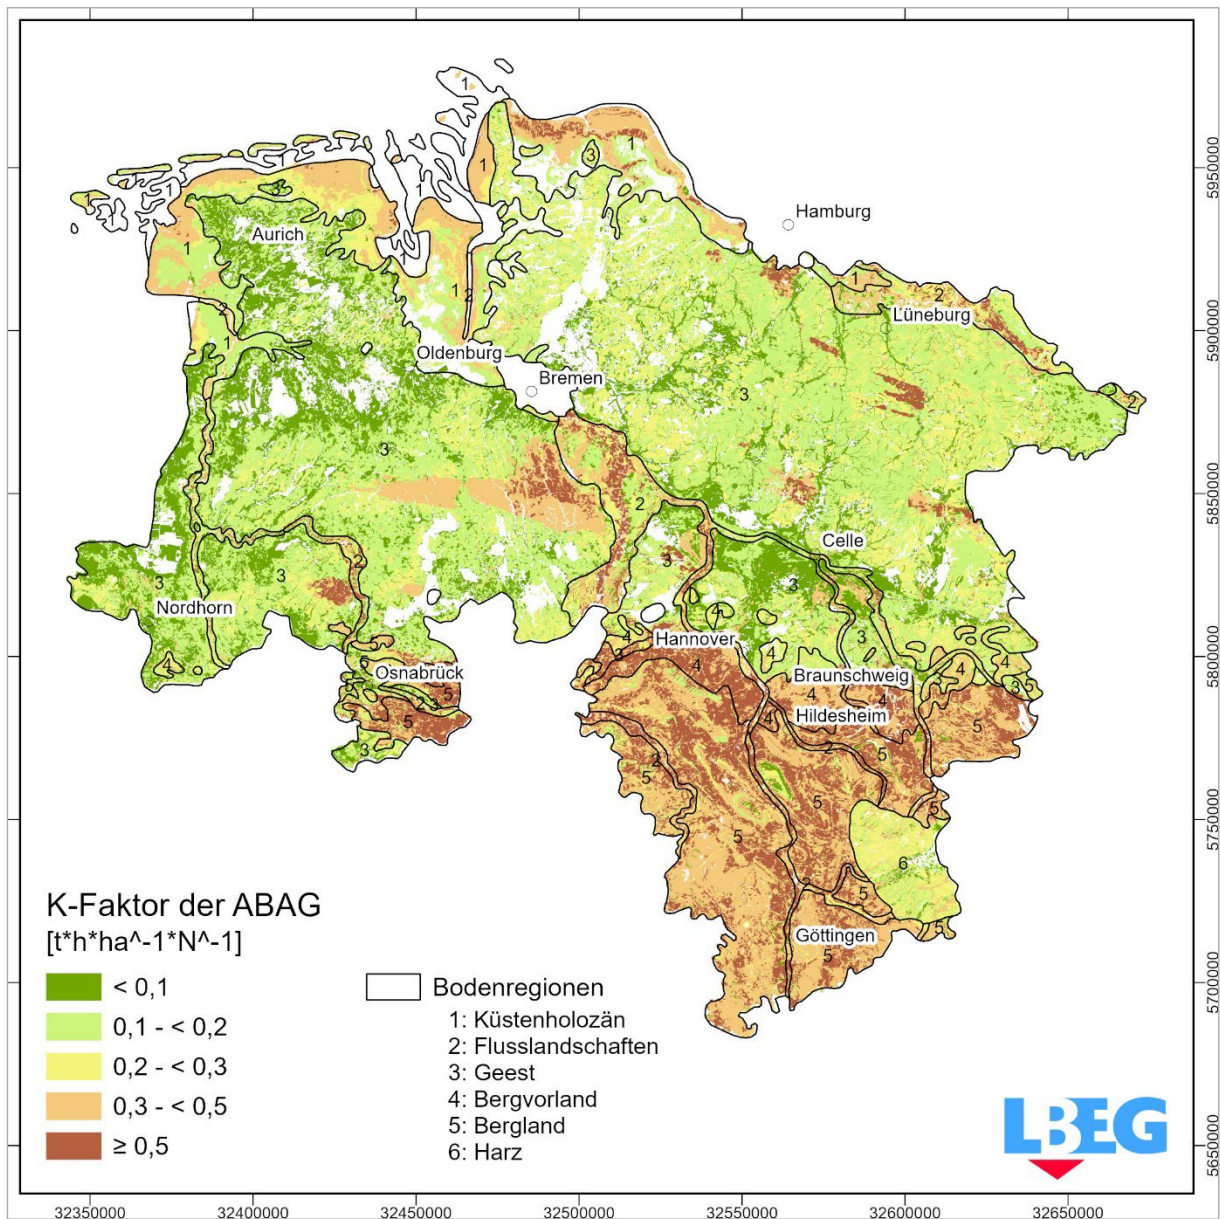 Hamburg
Aurich
Lüneburg
Oldenburg
Bremen
Celle
Nordhorn
Hannover
Osnabrück
Braunschweig
Hildesheim
Göttingen
K-Faktor der ABAG
[t*h*ha^-1*N^-1]
< 0,1
0,1 - < 0,2
0,2 - < 0,3
0,3 - < 0,5
≥ 0,5
Bodenregionen
1: Küstenholozän
2: Flusslandschaften
3: Geest
4: Bergvorland
5: Bergland
6: Harz
LBEG
5950000
5900000
5850000
5800000
5750000
5700000
5650000
32350000 32400000 32450000 32500000 32550000 32600000 32650000